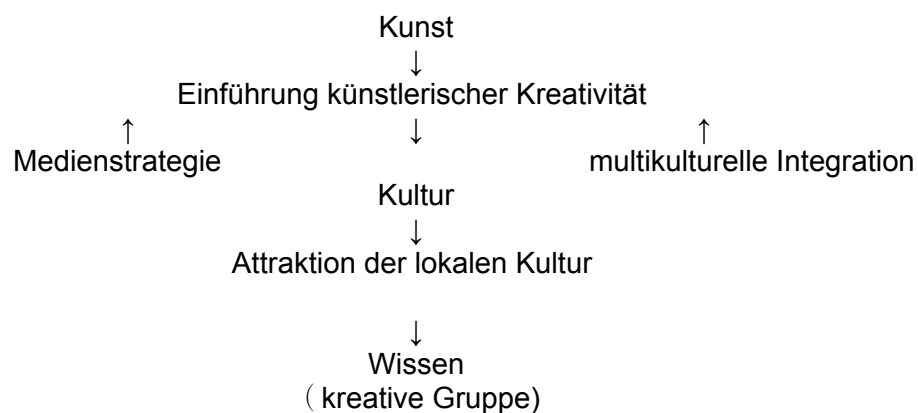 Kunst
↓
Einführung künstlerischer Kreativität
↑ ↓ ↑
Medienstrategie multikulturelle Integration
Kultur
↓
Attraktion der lokalen Kultur
↓
Wissen
（kreative Gruppe)